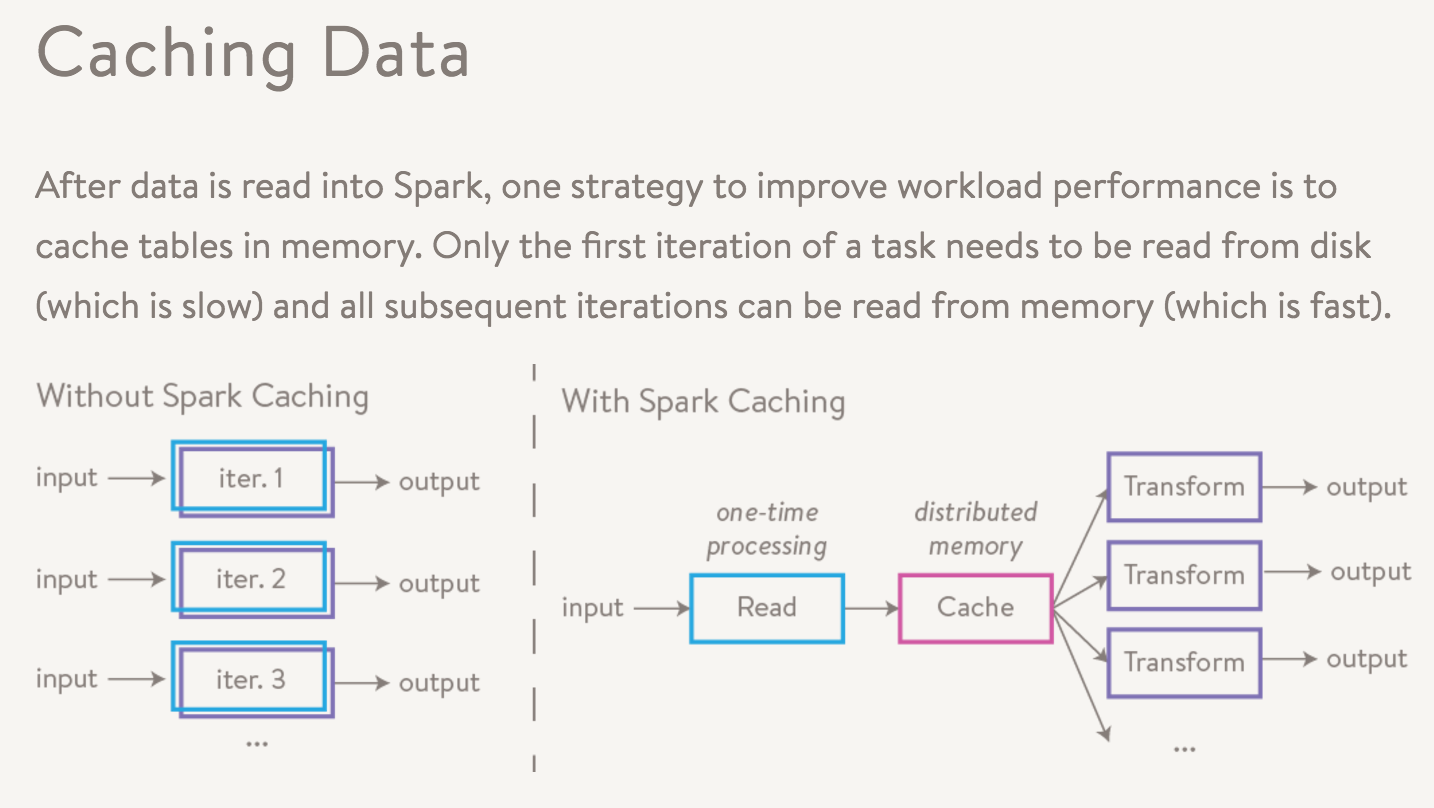 Caching Data
After data is read into Spark, one strategy to improve workload performance is to
cache tables in memory. Only the first iteration of a task needs to be read from disk
(which is slow) and all subsequent iterations can be read from memory (which is fast).
Without Spark Caching
input
iter. 1
output
input
iter. 2
output
input
iter. 3
output
...
With Spark Caching
input
one-time
processing
Read
distributed
memory
Cache
Transform
output
Transform
output
Transform
output
...